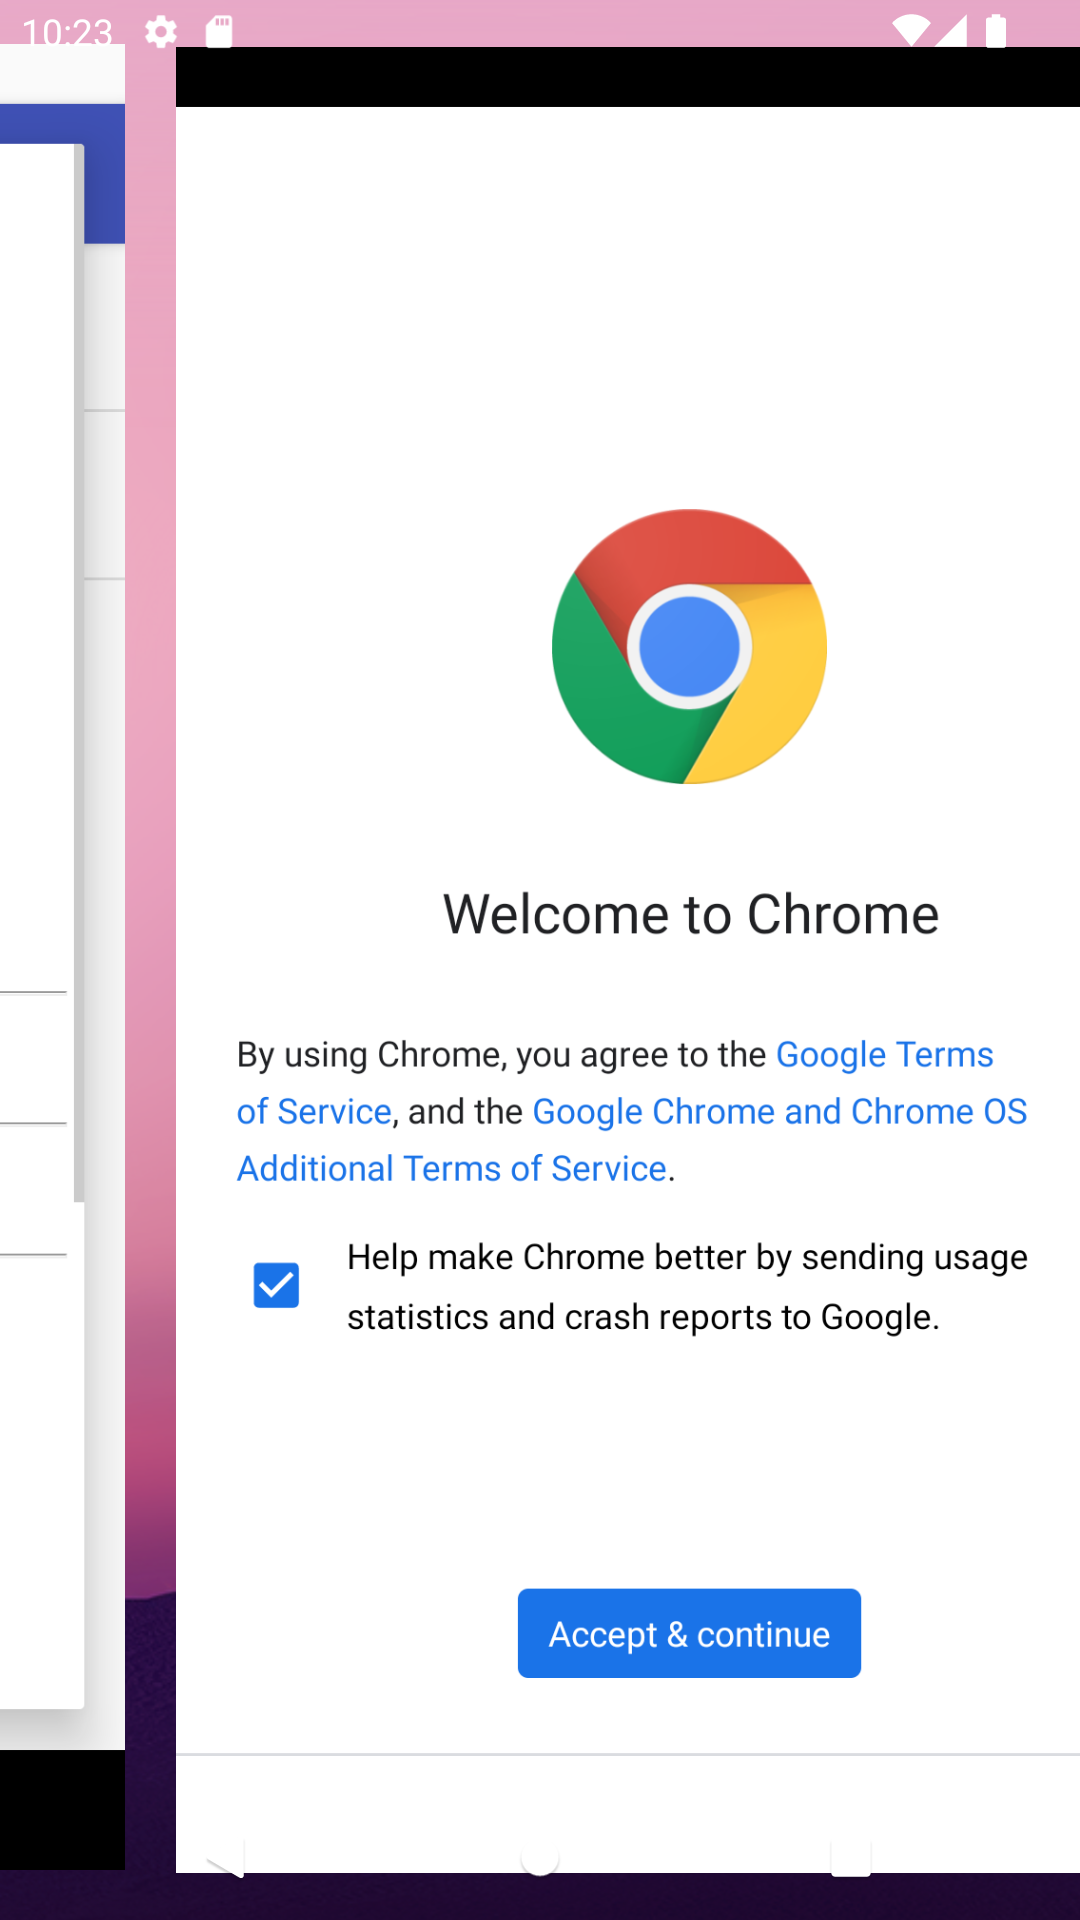 10:23
Welcome to Chrome
By using Chrome, you agree to the Google Terms
of Service, and the Google Chrome and Chrome OS
Additional Terms of Service.
Help make Chrome better by sending usage
statistics and crash reports to Google.
Accept & continue